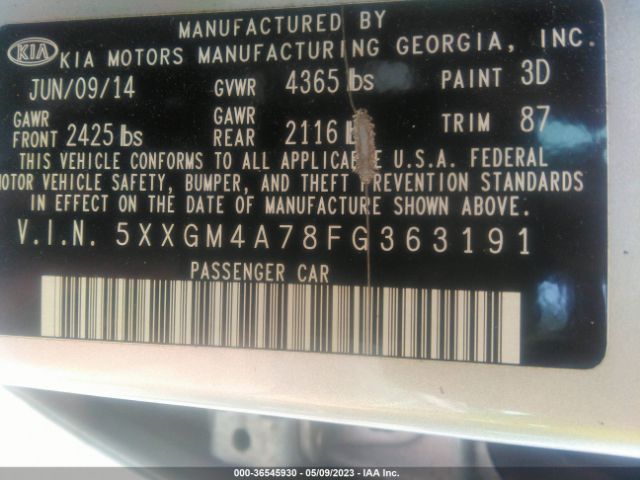 MANUFACTURED BY
KIA KIA MOTORS MANUFACTURING GEORGIA, INC.
JUN/09/14 GVWR 4365 lbs PAINT 3D
GAWR FRONT 2425 lbs GAWR REAR 2116 TRIM 87
THIS VEHICLE CONFORMS TO ALL APPLICABLE U.S.A. FEDERAL
MOTOR VEHICLE SAFETY, BUMPER, AND THEFT PREVENTION STANDARDS
IN EFFECT ON THE DATE OF MANUFACTURE SHOWN ABOVE.
V.I.N. 5XXGM4A78FG363191
PASSENGER CAR
000-36545930 - 05/09/2023 - IAA Inc.